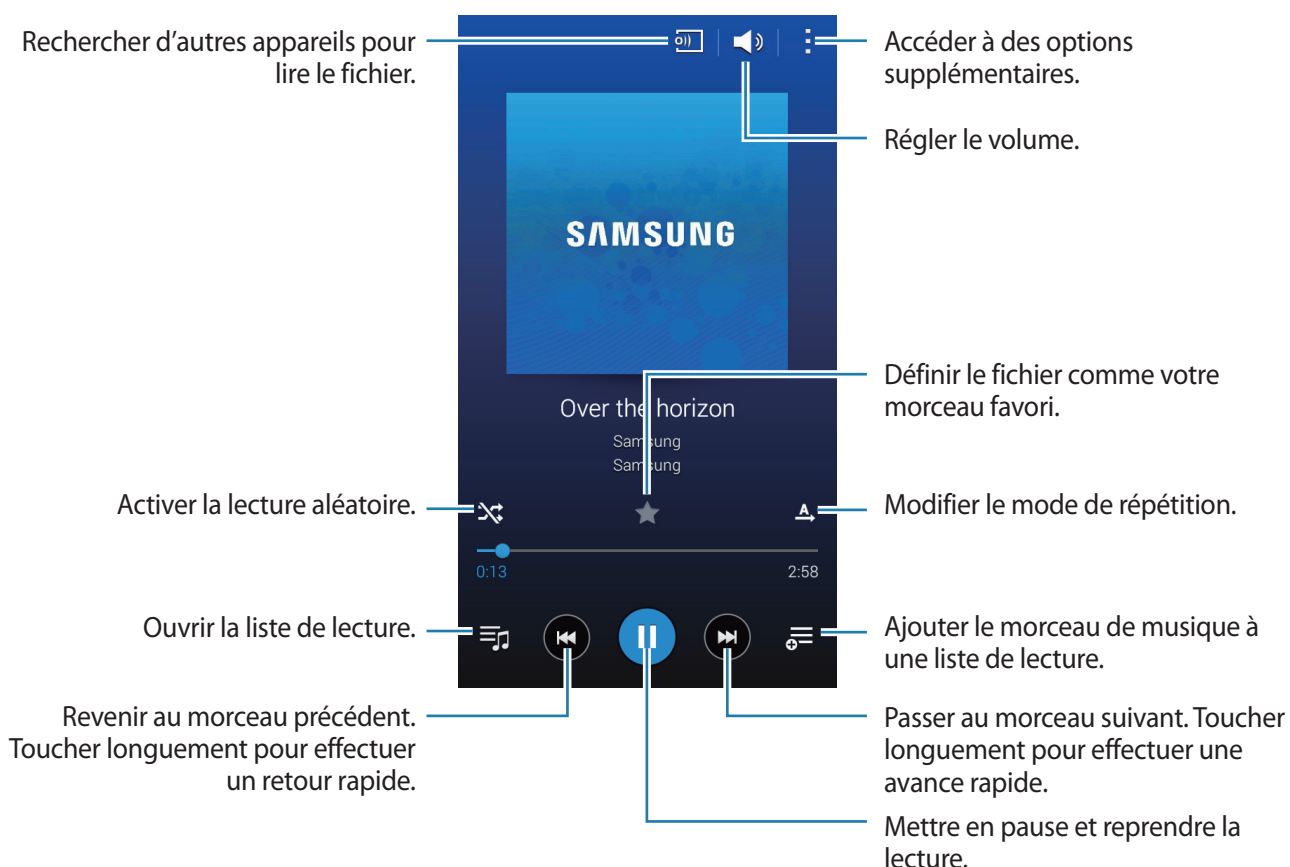 Rechercher d'autres appareils pour
lire le fichier.
Accéder à des options
supplémentaires.
Régler le volume.
SAMSUNG
Définir le fichier comme votre
morceau favori.
Over the horizon
Samsung
Samsung
Activer la lecture aléatoire.
A
Modifier le mode de répétition.
0:13
2:58
Ouvrir la liste de lecture.
Ajouter le morceau de musique à
une liste de lecture.
Revenir au morceau précédent.
Toucher longuement pour effectuer
un retour rapide.
Passer au morceau suivant. Toucher
longuement pour effectuer une
avance rapide.
Mettre en pause et reprendre la
lecture.